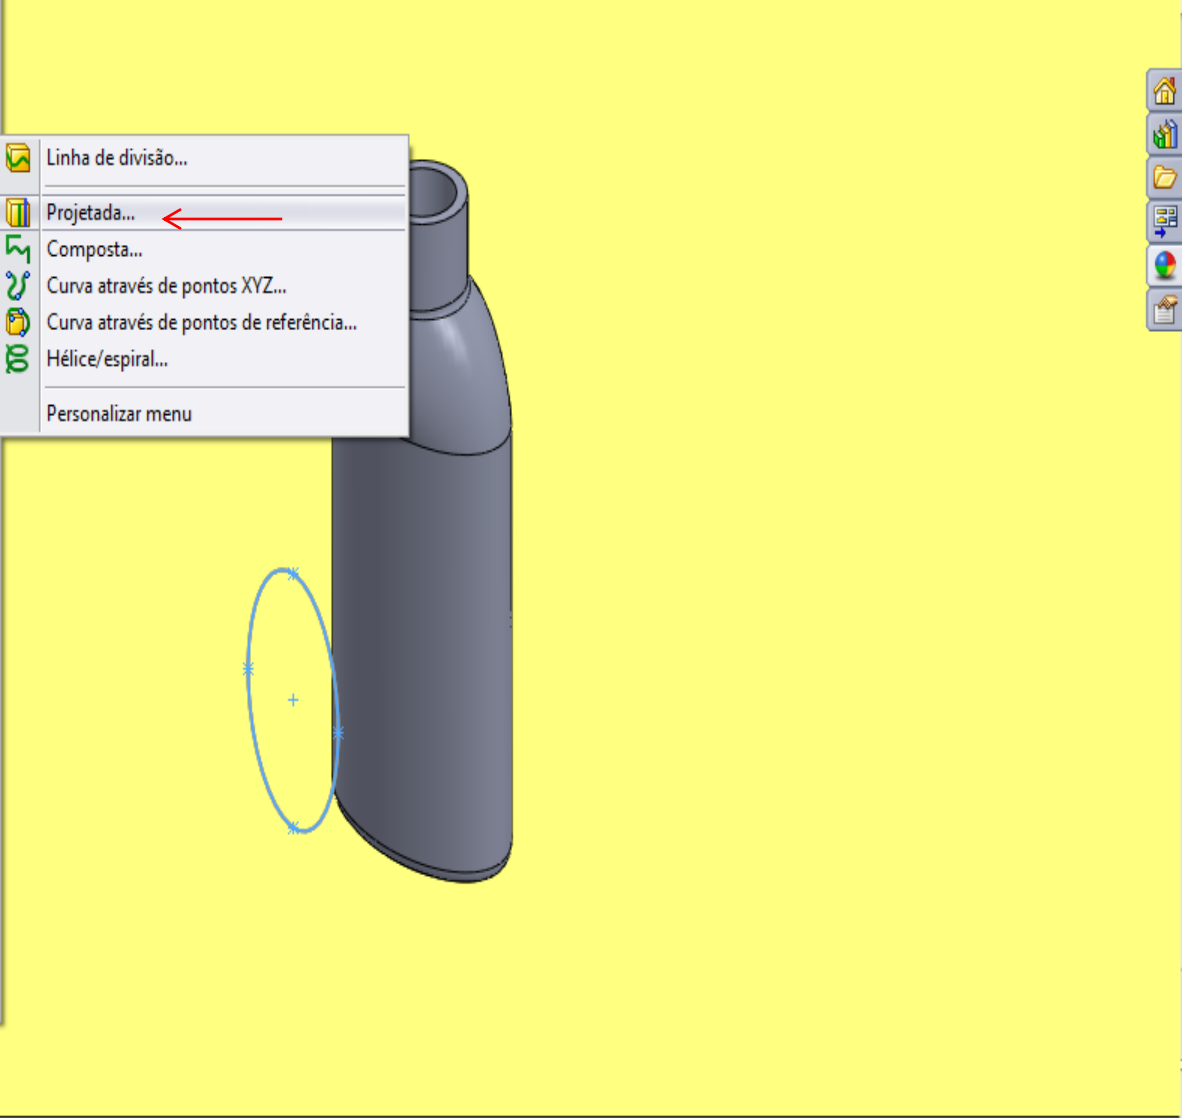 Linha de divisão...
Projetada...
Composta...
Curva através de pontos XYZ...
Curva através de pontos de referência...
Hélice/espiral...
Personalizar menu